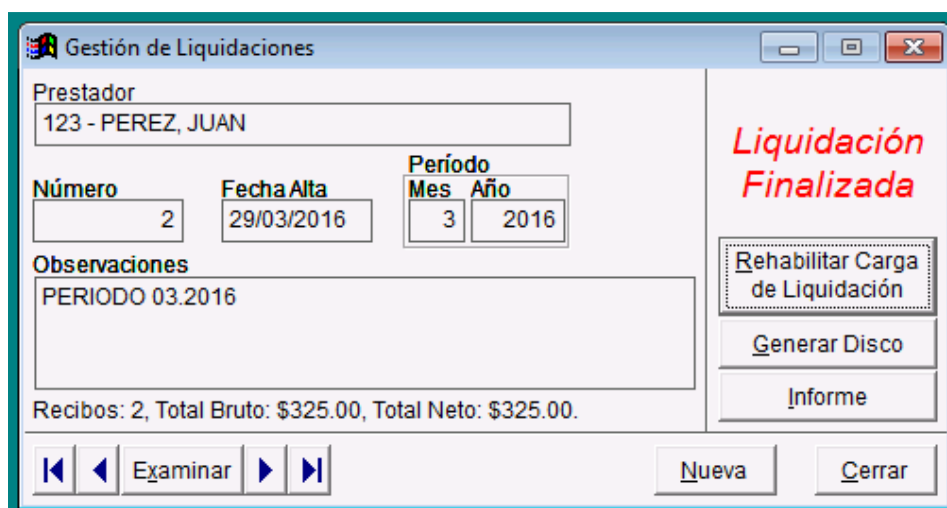 Gestión de Liquidaciones
Prestador
123 - PEREZ, JUAN
Liquidación
Finalizada
Período
Número Fecha Alta Mes Año
2 29/03/2016 3 2016
Observaciones
PERIODO 03.2016
Rehabilitar Carga
de Liquidación
Generar Disco
Informe
Recibos: 2, Total Bruto: $325.00, Total Neto: $325.00.
Examinar Nueva Cerrar